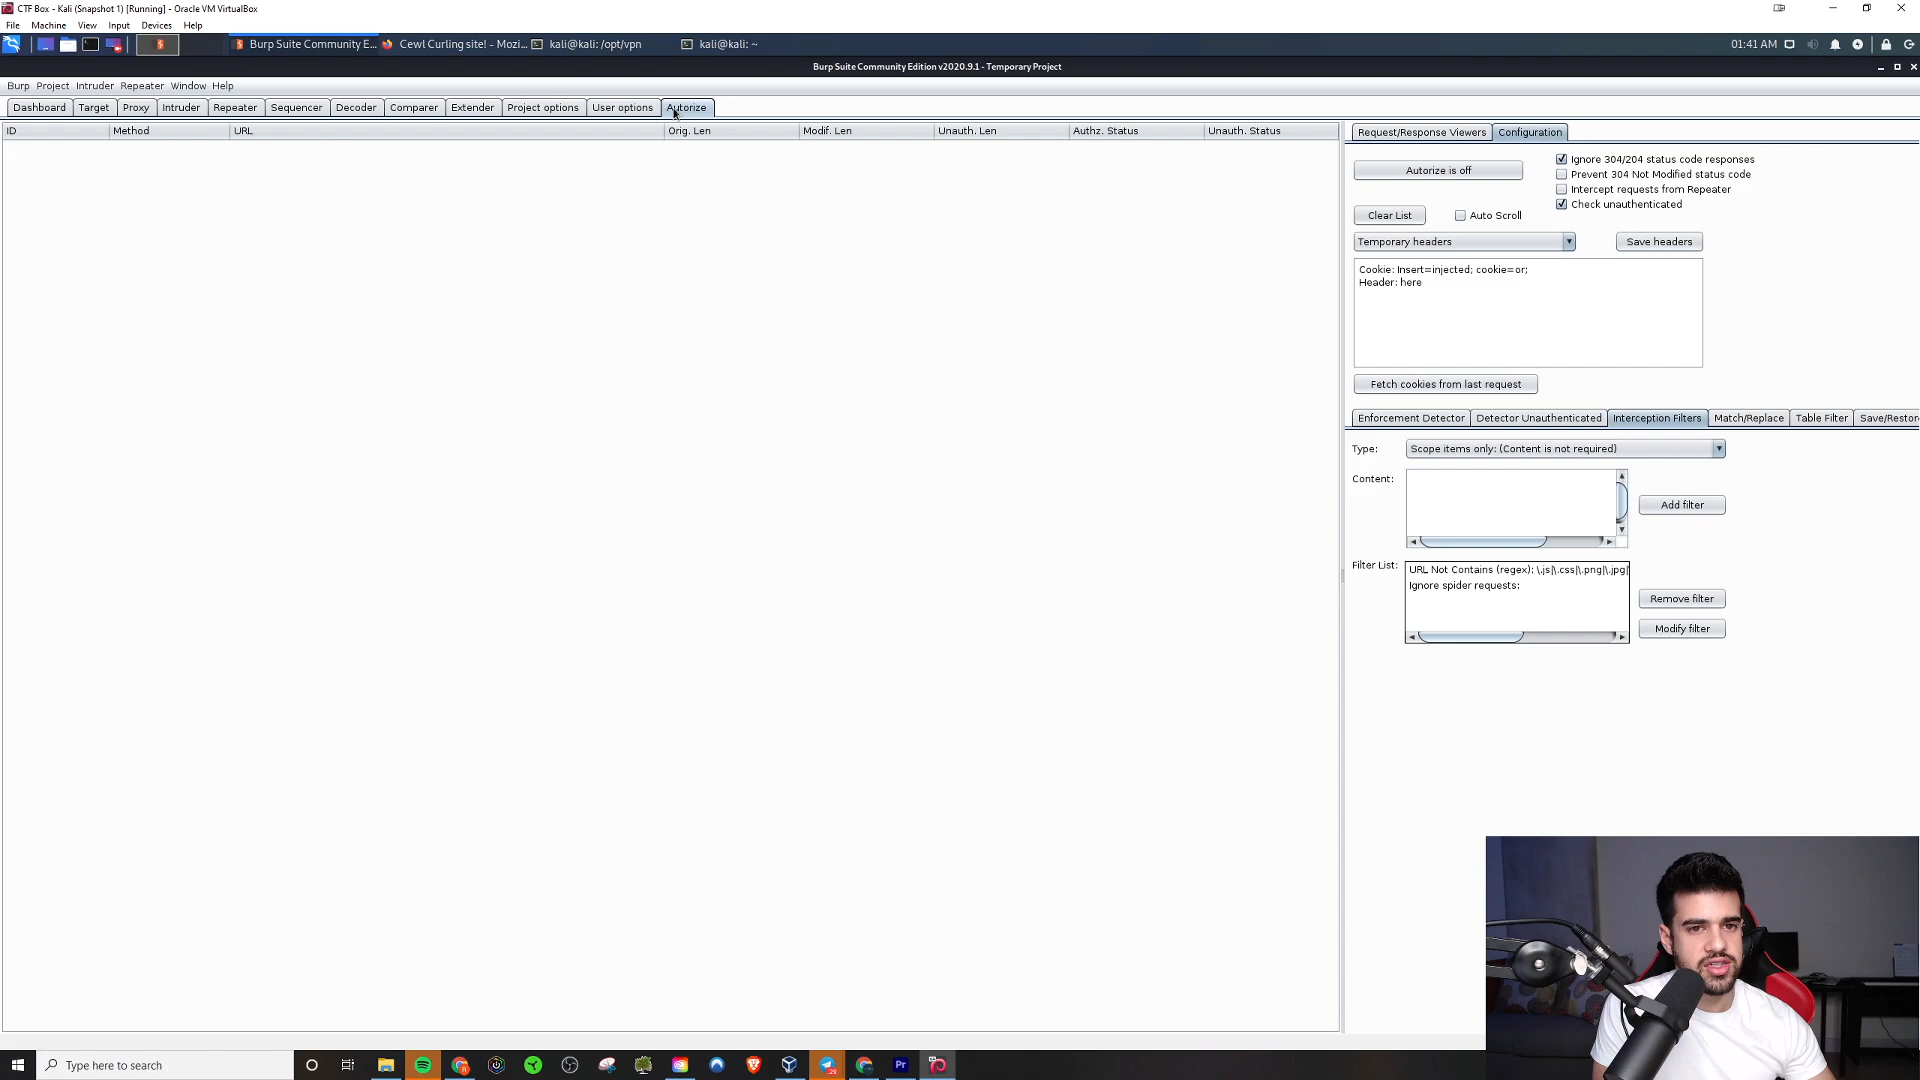 CTF Box - Kali (Snapshot 1) [Running] - Oracle VM VirtualBox
File Machine View Input Devices Help
Burp Suite Community E... Cewl Curling site! - Mozi... kali@kali: /opt/vpn kali@kali: ~ 01:41 AM
Burp Suite Community Edition v2020.9.1 - Temporary Project
Burp Project Intruder Repeater Window Help
Dashboard Target Proxy Intruder Repeater Sequencer Decoder Comparer Extender Project options User options Autorize
ID Method URL Orig. Len Modif. Len Unauth. Len Authz. Status Unauth. Status
Request/Response Viewers Configuration
Autorize is off
Ignore 304/204 status code responses
Prevent 304 Not Modified status code
Intercept requests from Repeater
Check unauthenticated
Clear List Auto Scroll
Temporary headers Save headers
Cookie: Insert=injected; cookie=or;
Header: here
Fetch cookies from last request
Enforcement Detector Detector Unauthenticated Interception Filters Match/Replace Table Filter Save/Restor
Type: Scope items only: (Content is not required)
Content:
Add filter
Filter List: URL Not Contains (regex): \.js|\.css|\.png|\.jpg|
Ignore spider requests:
Remove filter
Modify filter
Type here to search
Pr